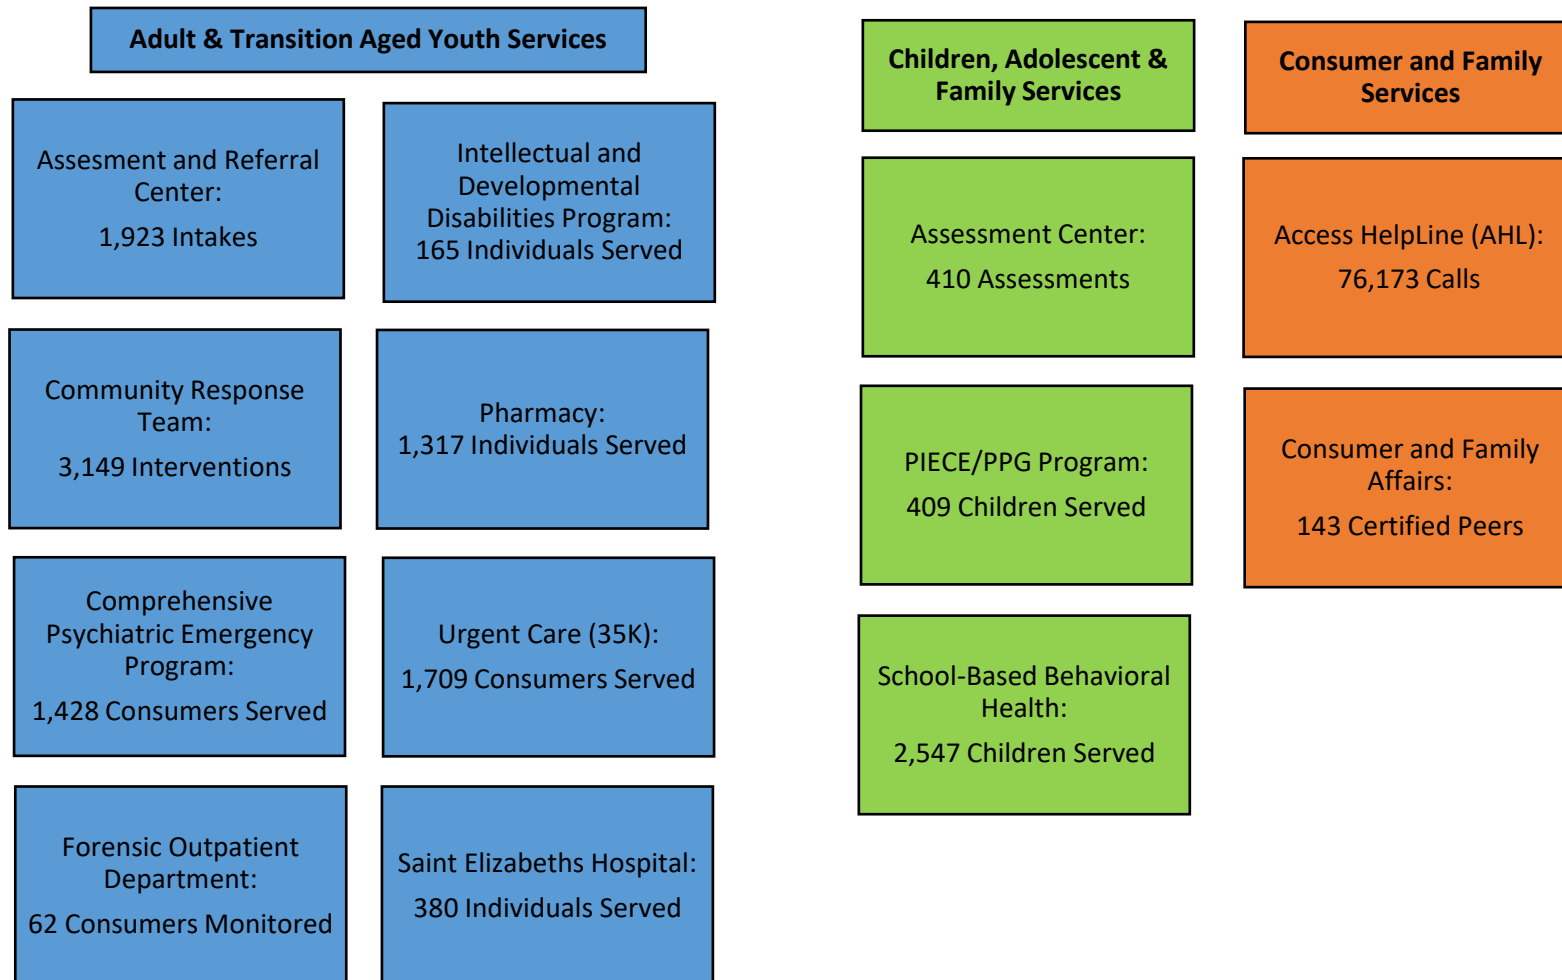 Adult & Transition Aged Youth Services
Assesment and Referral
Center:
1,923 Intakes
Intellectual and
Developmental
Disabilities Program:
165 Individuals Served
Community Response
Team:
3,149 Interventions
Pharmacy:
1,317 Individuals Served
Comprehensive
Psychiatric Emergency
Program:
1,428 Consumers Served
Urgent Care (35K):
1,709 Consumers Served
Forensic Outpatient
Department:
62 Consumers Monitored
Saint Elizabeths Hospital:
380 Individuals Served
Children, Adolescent &
Family Services
Assessment Center:
410 Assessments
PIECE/PPG Program:
409 Children Served
School-Based Behavioral
Health:
2,547 Children Served
Consumer and Family
Services
Access HelpLine (AHL):
76,173 Calls
Consumer and Family
Affairs:
143 Certified Peers